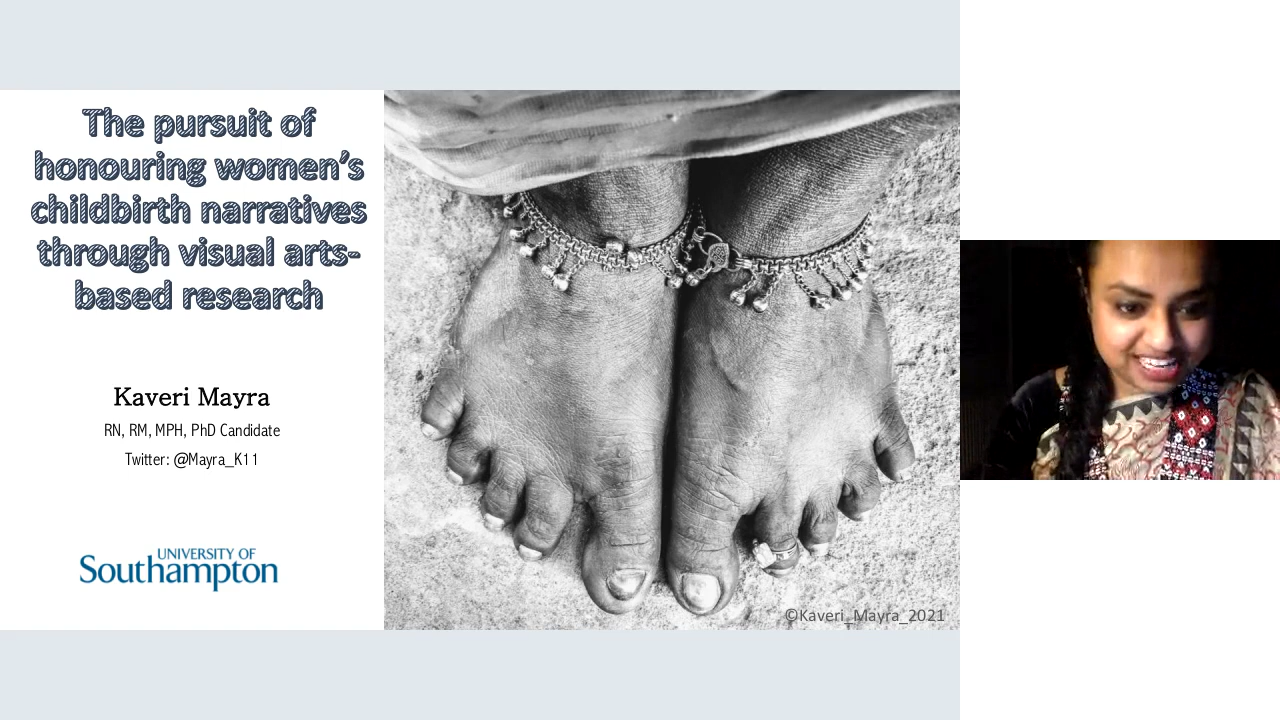 The pursuit of
honouring women's
childbirth narratives
through visual arts-
based research
Kaveri Mayra
RN, RM, MPH, PhD Candidate
Twitter: @Mayra_K11
UNIVERSITY OF
Southampton
©Kaveri_Mayra_2021